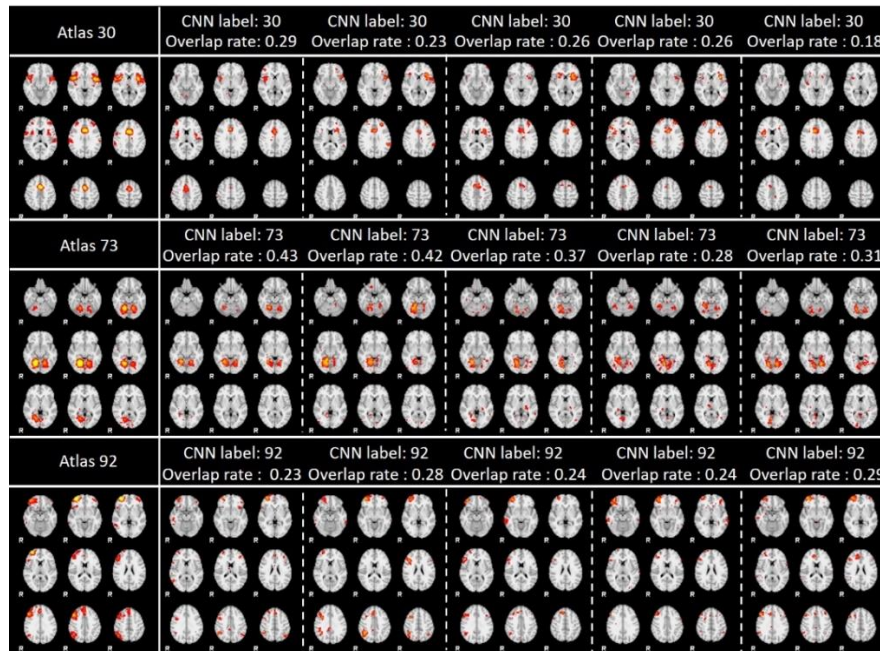 Atlas 30
CNN label: 30
Overlap rate: 0.29
CNN label: 30
Overlap rate : 0.23
CNN label: 30
Overlap rate : 0.26
CNN label: 30
Overlap rate : 0.26
CNN label: 30
Overlap rate : 0.18
R R R R R R R R R R R R R R R R R R
R R R R R R R R R R R R R R R R R R
R R R R R R R R R R R R R R R R R R
Atlas 73
CNN label: 73
Overlap rate : 0.43
CNN label: 73
Overlap rate : 0.42
CNN label: 73
Overlap rate : 0.37
CNN label: 73
Overlap rate : 0.28
CNN label: 73
Overlap rate : 0.31
R R R R R R R R R R R R R R R R R R
R R R R R R R R R R R R R R R R R R
R R R R R R R R R R R R R R R R R R
Atlas 92
CNN label: 92
Overlap rate :  0.23
CNN label: 92
Overlap rate : 0.28
CNN label: 92
Overlap rate : 0.24
CNN label: 92
Overlap rate : 0.24
CNN label: 92
Overlap rate : 0.29
R R R R R R R R R R R R R R R R R R
R R R R R R R R R R R R R R R R R R
R R R R R R R R R R R R R R R R R R